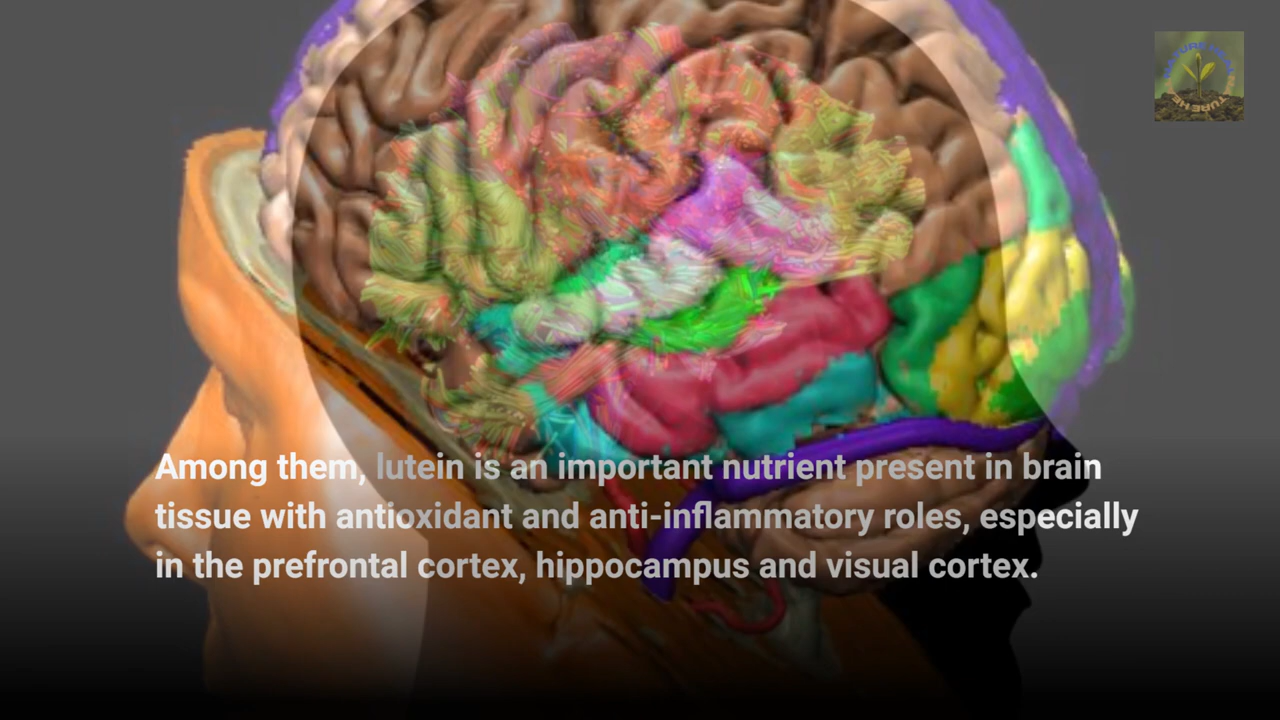 Among them, lutein is an important nutrient present in brain
tissue with antioxidant and anti-inflammatory roles, especially
in the prefrontal cortex, hippocampus and visual cortex.